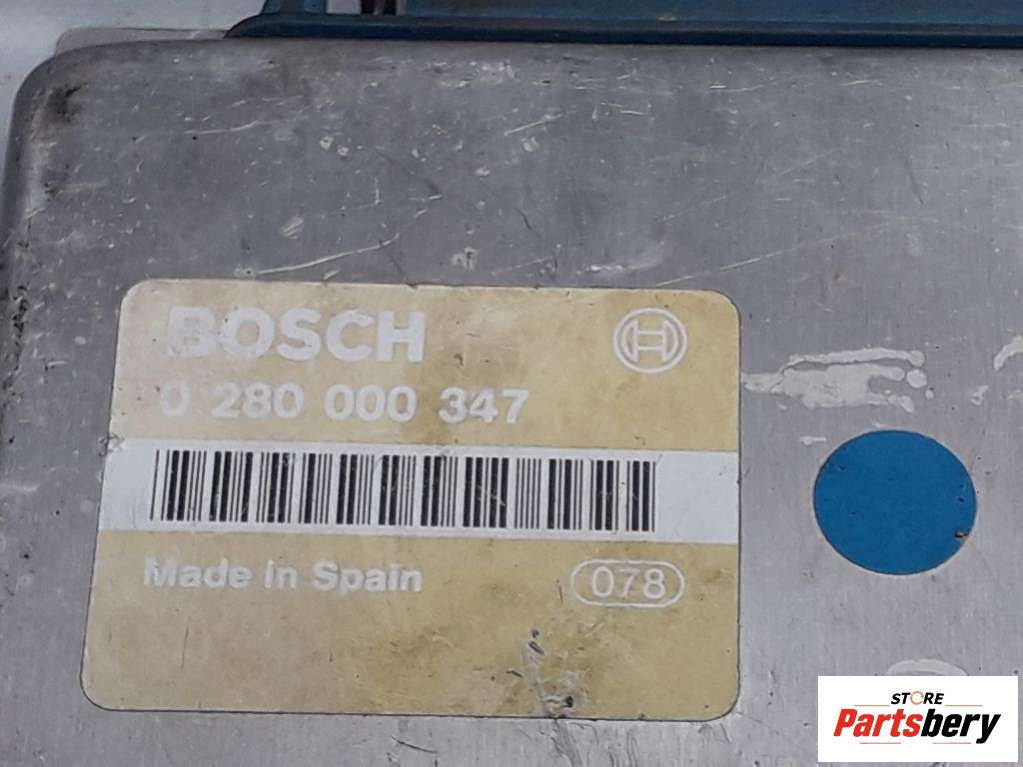 BOSCH
0 280 000 347
Made in Spain
078
STORE
Partsbery